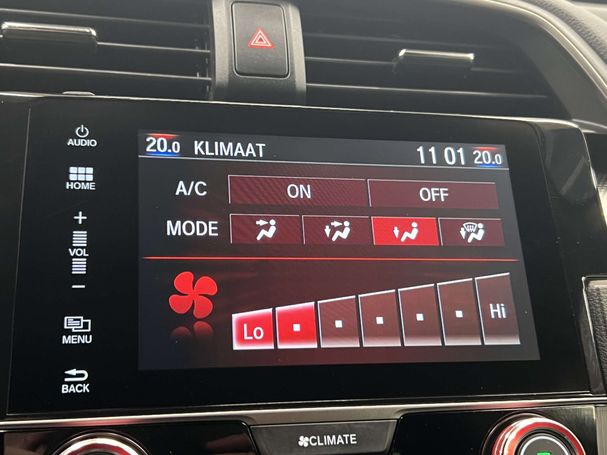 AUDIO
HOME
+
VOL
−
MENU
BACK
20.0 KLIMAAT 11 01 20.0
A/C ON OFF
MODE
Lo Hi
CLIMATE